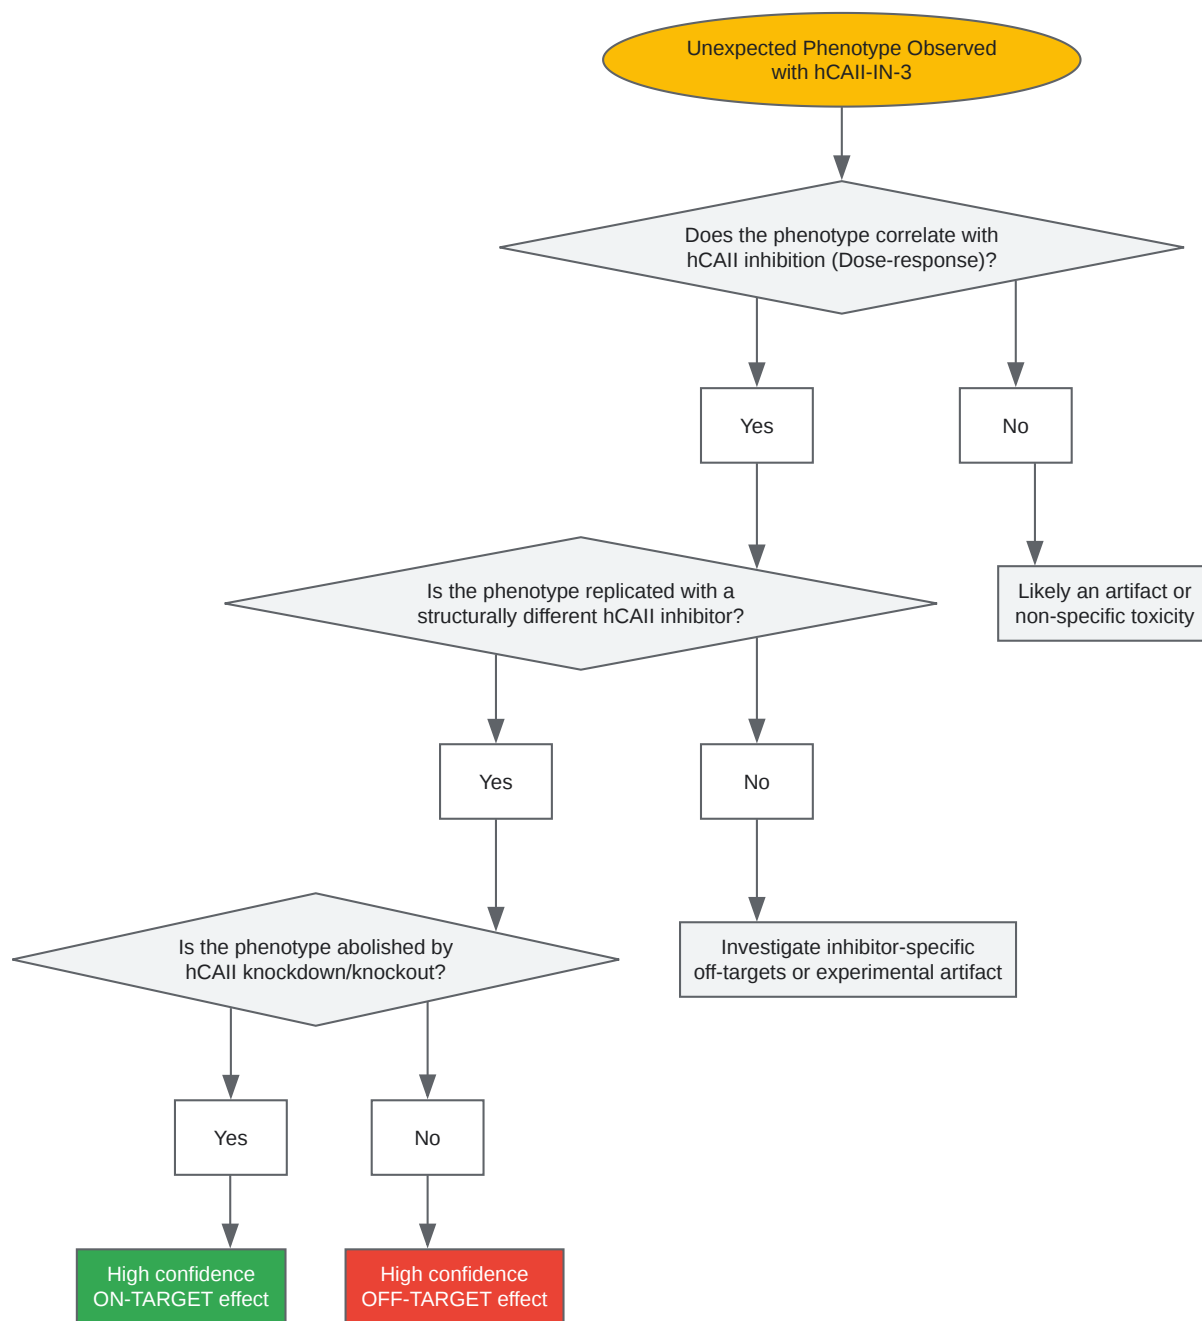 Unexpected Phenotype Observed
with hCAII-IN-3
Does the phenotype correlate with
hCAII inhibition (Dose-response)?
Yes
No
Is the phenotype replicated with a
structurally different hCAII inhibitor?
Likely an artifact or
non-specific toxicity
Yes
No
Is the phenotype abolished by
hCAII knockdown/knockout?
Investigate inhibitor-specific
off-targets or experimental artifact
Yes
No
High confidence
ON-TARGET effect
High confidence
OFF-TARGET effect